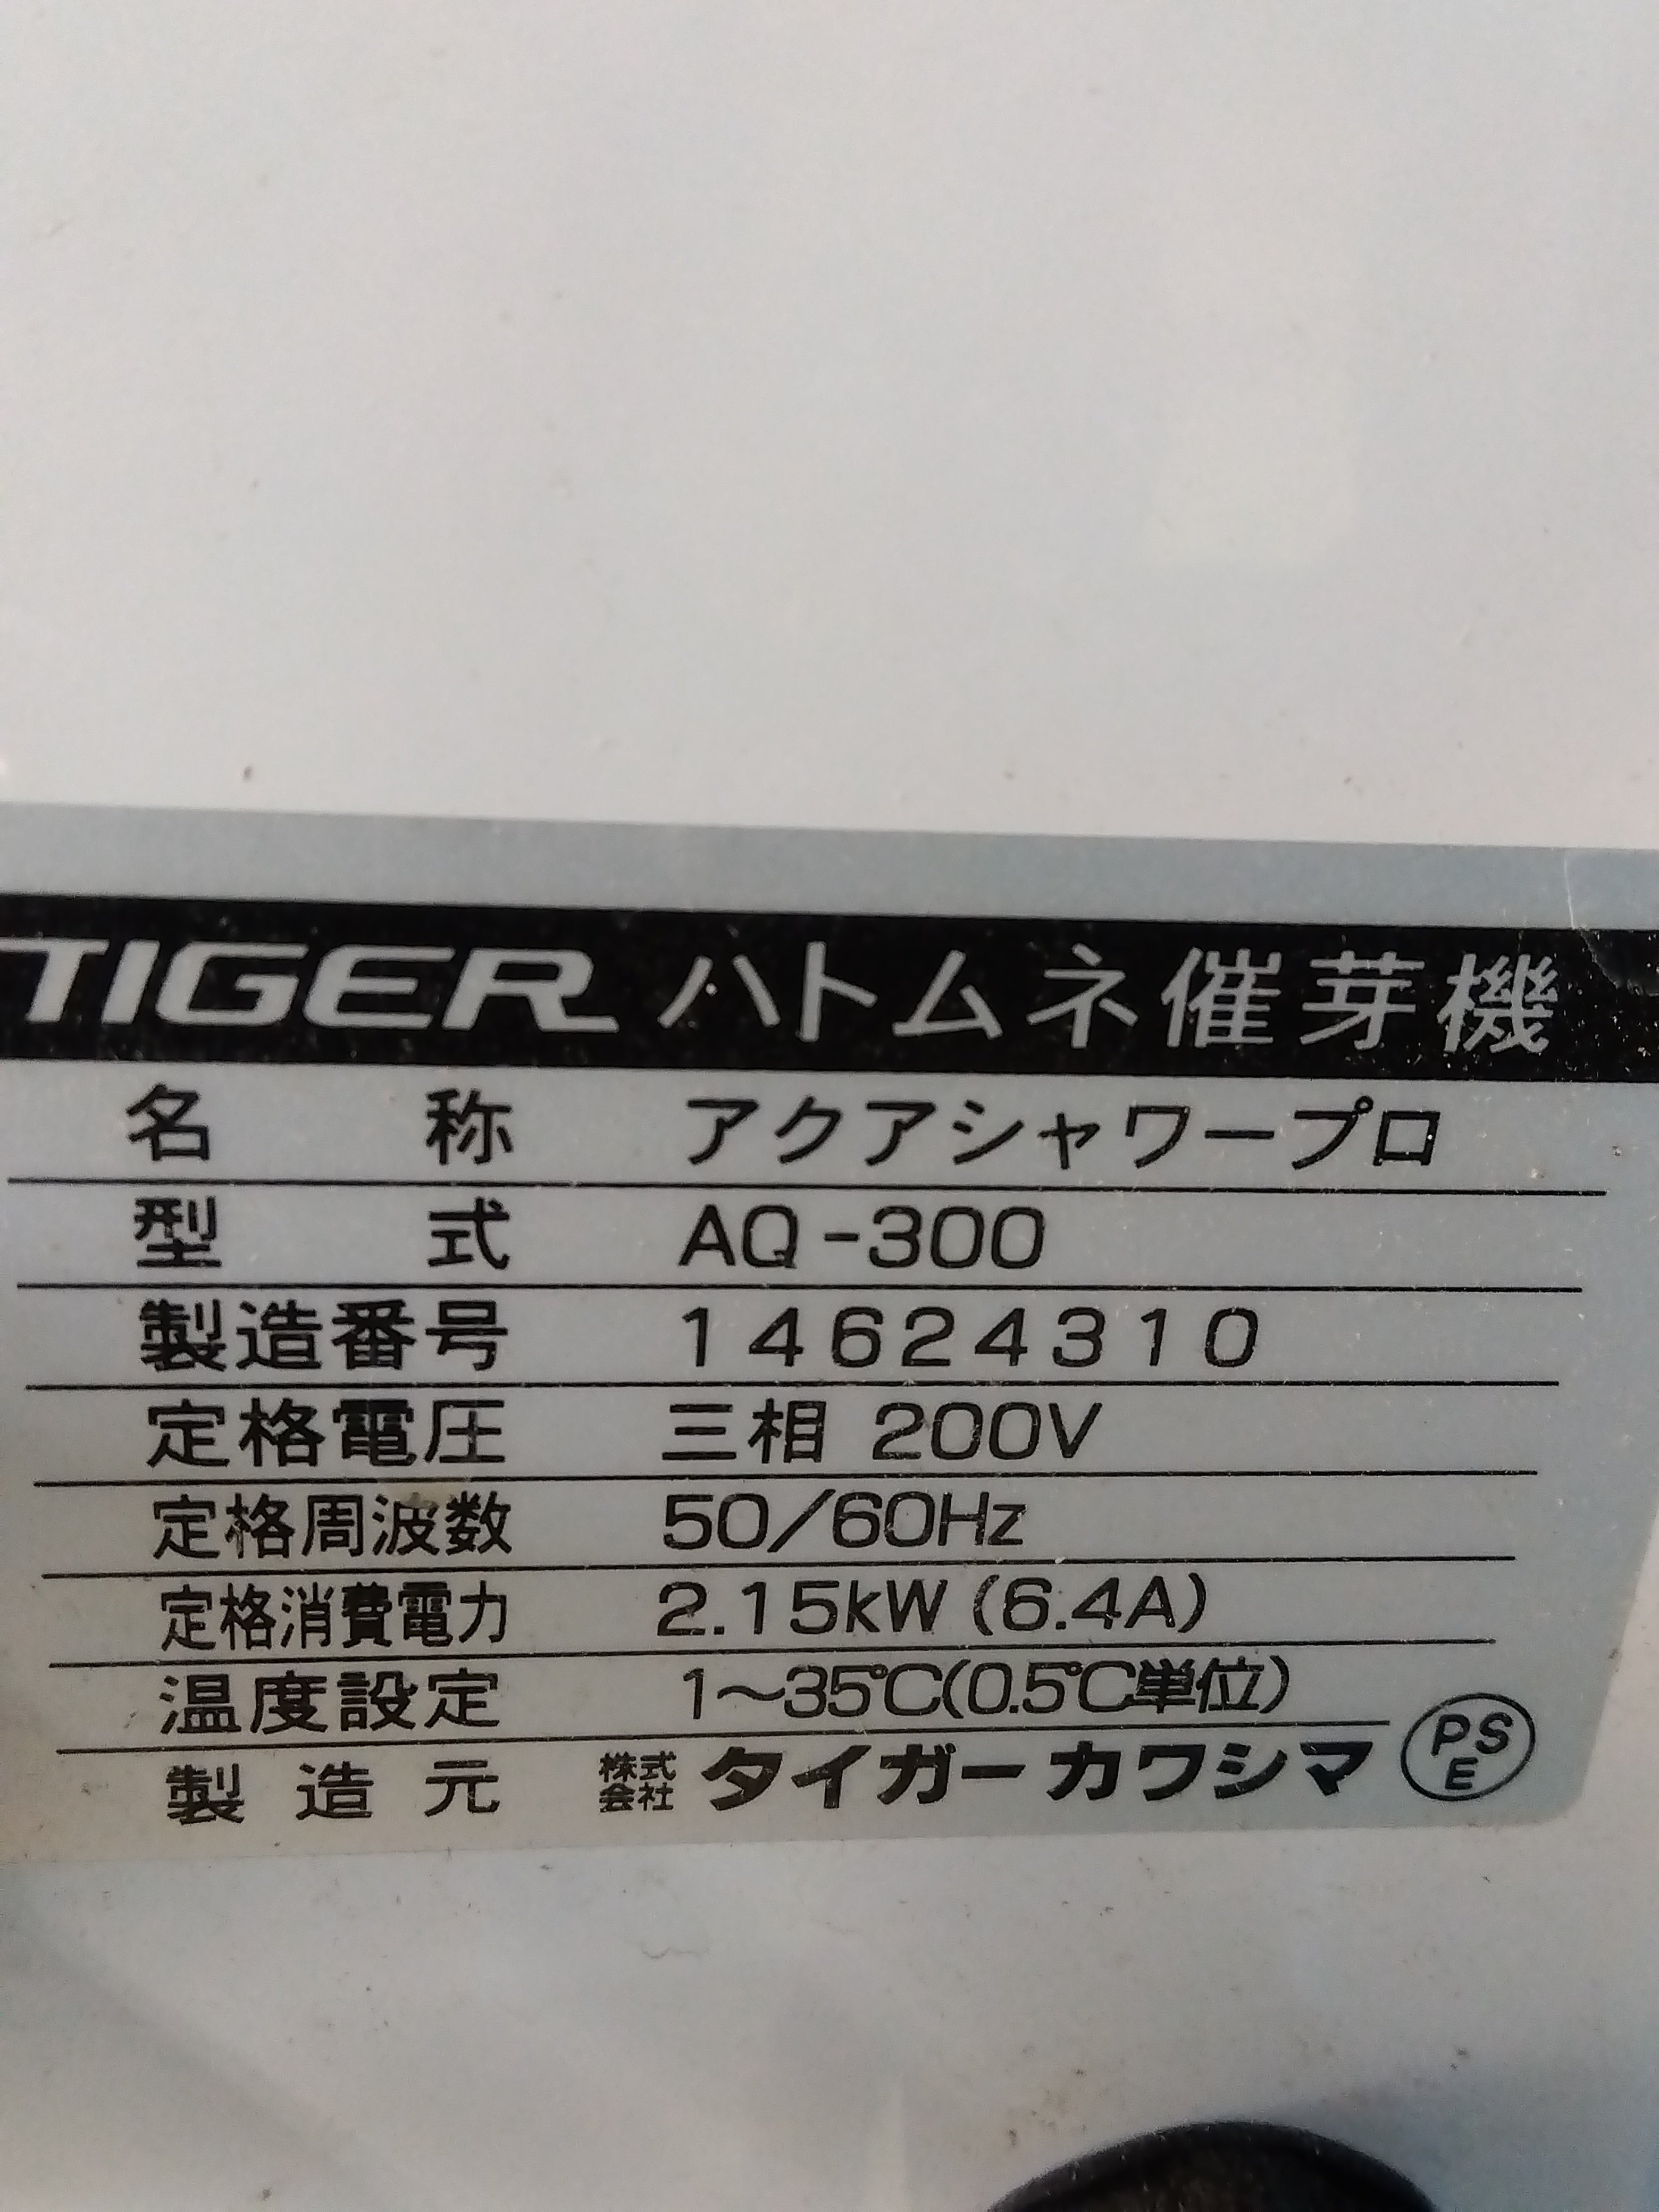 TIGER ハトムネ催芽機
名称 アクアシャワープロ
型式 AQ-300
製造番号 14624310
定格電圧 三相 200V
定格周波数 50/60Hz
定格消費電力 2.15kW (6.4A)
温度設定 1〜35℃(0.5℃単位)
製造元 株式会社 タイガーカワシマ
PSE